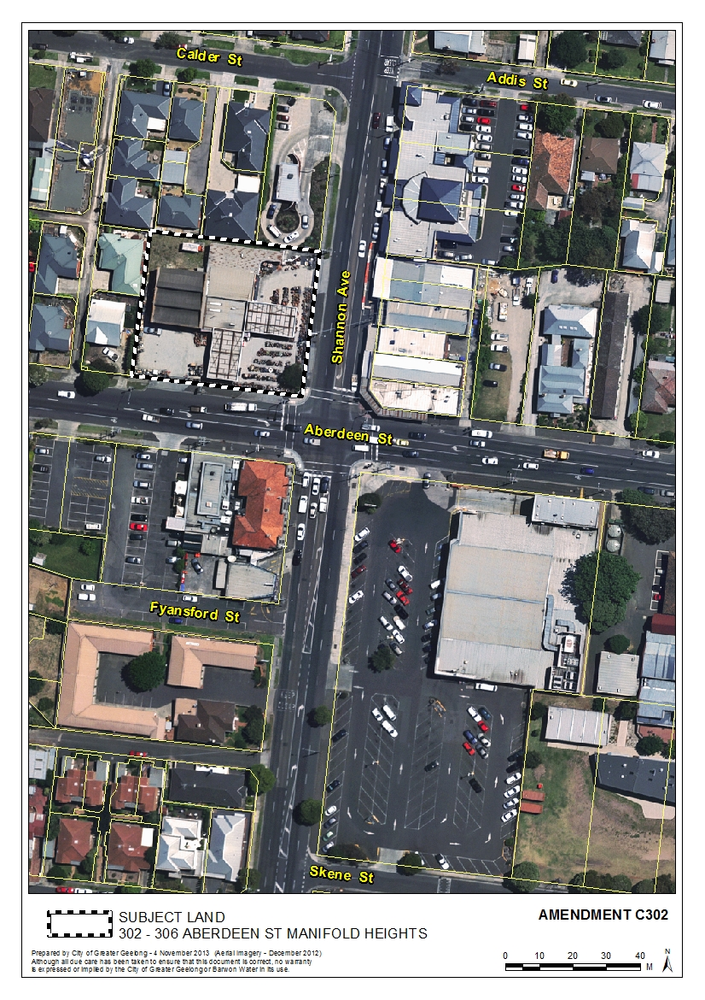 Calder St
Addis St
KEEP
CLEAR
Shannon Ave
Aberdeen St
Fyansford St
Skene St
SUBJECT LAND
302 - 306 ABERDEEN ST MANIFOLD HEIGHTS
AMENDMENT C302
Prepared by City of Greater Geelong - 4 November 2013 (Aerial Imagery - December 2012)
Although all due care has been taken to ensure that this document is correct, no warranty
is expressed or implied by the City of Greater Geelong or Barwon Water in its use.
0 10 20 30 40
M
N